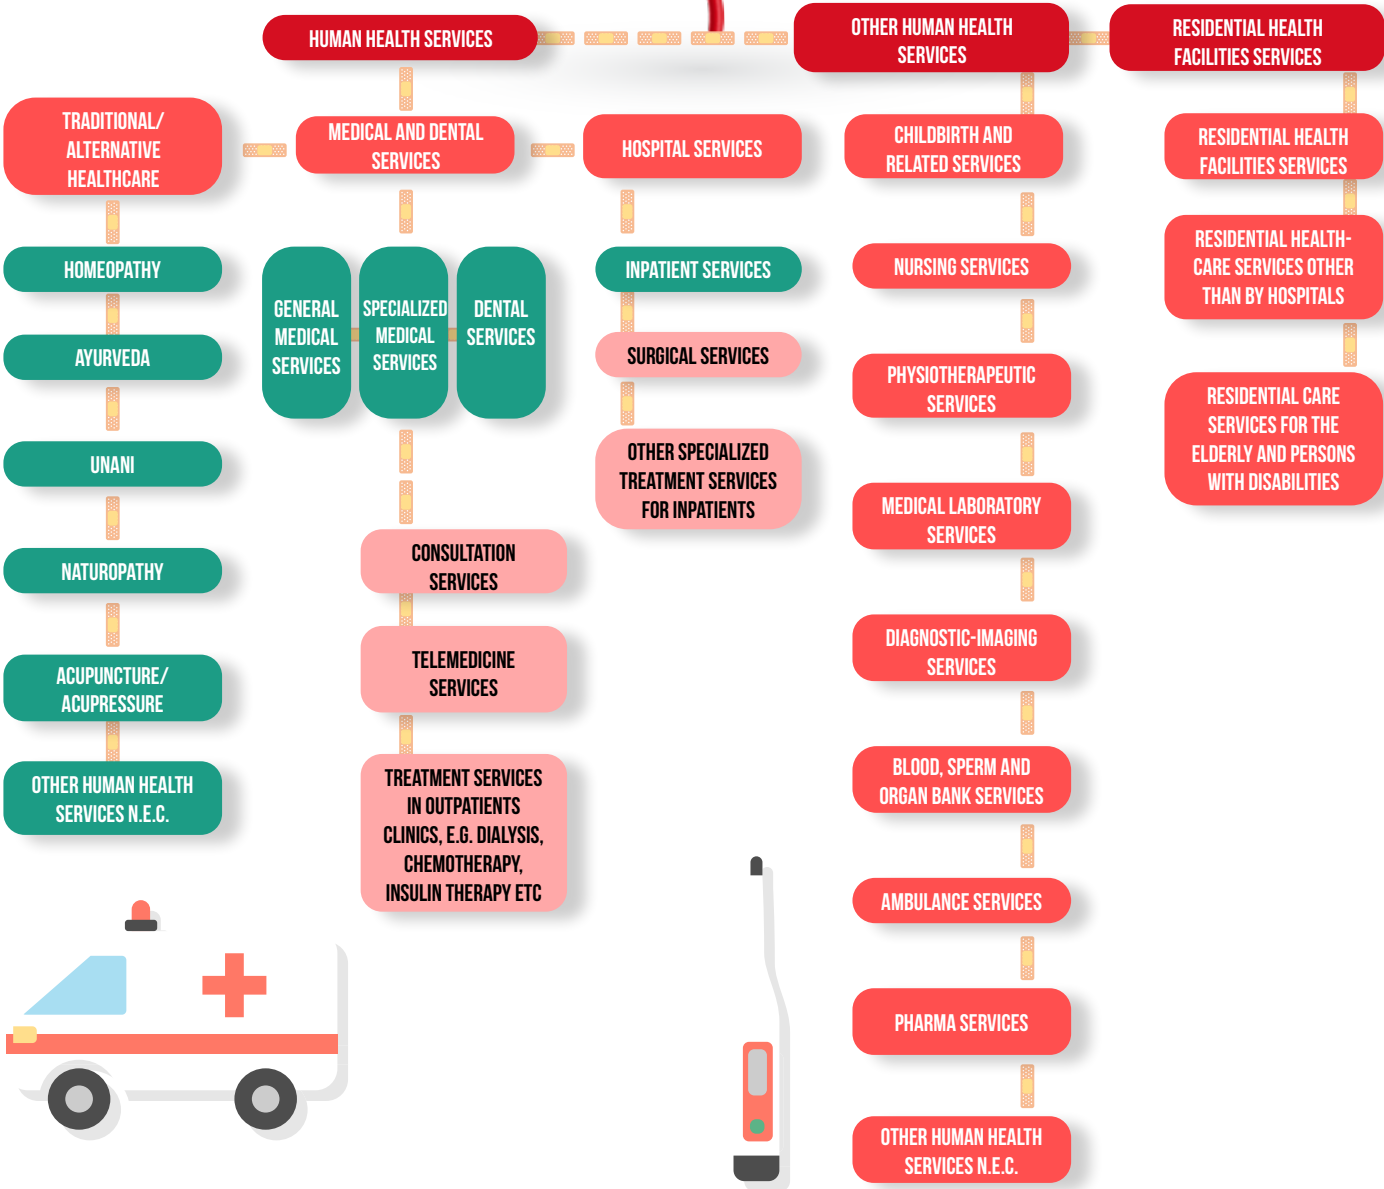 HUMAN HEALTH SERVICES
OTHER HUMAN HEALTH
SERVICES
RESIDENTIAL HEALTH
FACILITIES SERVICES
TRADITIONAL/
ALTERNATIVE
HEALTHCARE
MEDICAL AND DENTAL
SERVICES
HOSPITAL SERVICES
CHILDBIRTH AND
RELATED SERVICES
RESIDENTIAL HEALTH
FACILITIES SERVICES
HOMEOPATHY
AYURVEDA
UNANI
NATUROPATHY
ACUPUNCTURE/
ACUPRESSURE
OTHER HUMAN HEALTH
SERVICES N.E.C.
GENERAL
MEDICAL
SERVICES
SPECIALIZED
MEDICAL
SERVICES
DENTAL
SERVICES
CONSULTATION
SERVICES
TELEMEDICINE
SERVICES
TREATMENT SERVICES
IN OUTPATIENTS
CLINICS, E.G. DIALYSIS,
CHEMOTHERAPY,
INSULIN THERAPY ETC
INPATIENT SERVICES
SURGICAL SERVICES
OTHER SPECIALIZED
TREATMENT SERVICES
FOR INPATIENTS
NURSING SERVICES
PHYSIOTHERAPEUTIC
SERVICES
MEDICAL LABORATORY
SERVICES
DIAGNOSTIC-IMAGING
SERVICES
BLOOD, SPERM AND
ORGAN BANK SERVICES
AMBULANCE SERVICES
PHARMA SERVICES
OTHER HUMAN HEALTH
SERVICES N.E.C.
RESIDENTIAL HEALTH-
CARE SERVICES OTHER
THAN BY HOSPITALS
RESIDENTIAL CARE
SERVICES FOR THE
ELDERLY AND PERSONS
WITH DISABILITIES